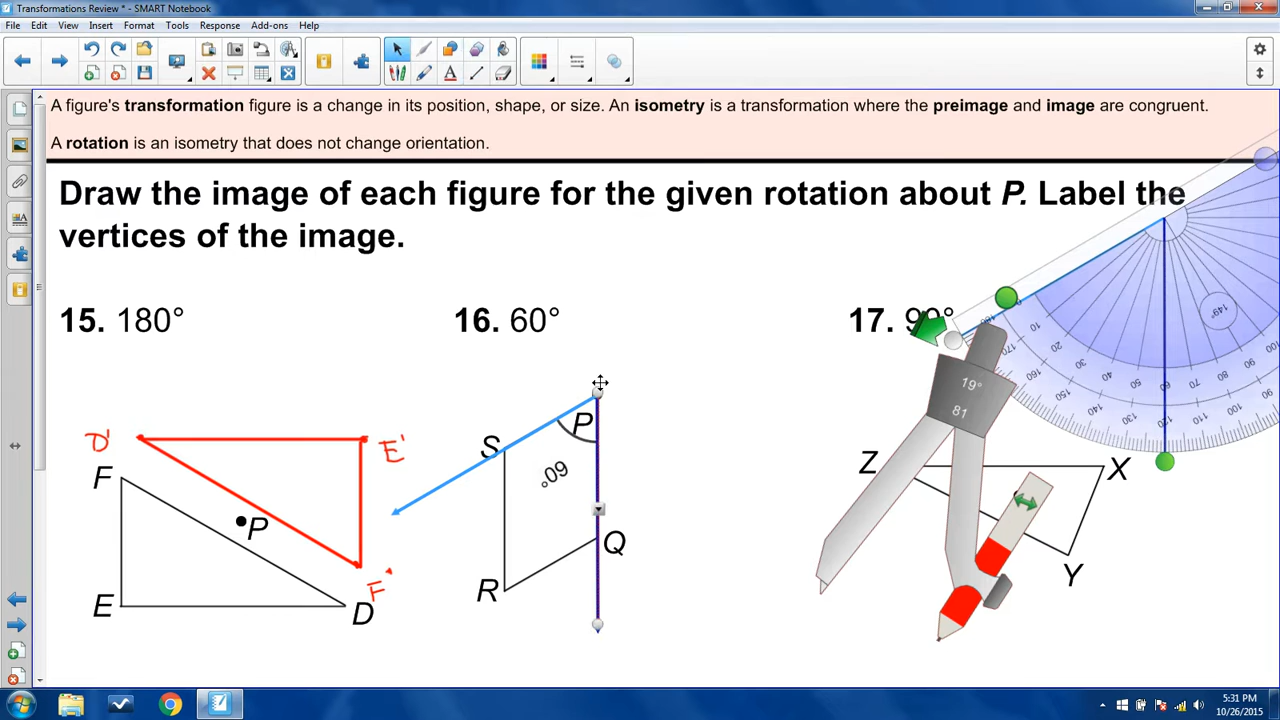 Transformations Review * - SMART Notebook
File Edit View Insert Format Tools Response Add-ons Help
A figure's transformation figure is a change in its position, shape, or size. An isometry is a transformation where the preimage and image are congruent.
A rotation is an isometry that does not change orientation.
Draw the image of each figure for the given rotation about P. Label the
vertices of the image.
15. 180°
16. 60°
17.
D'
E'
F
P
E
D
F'
S
P
60°
Q
R
Z
X
Y
149°
19°
81
5:31 PM
10/26/2015